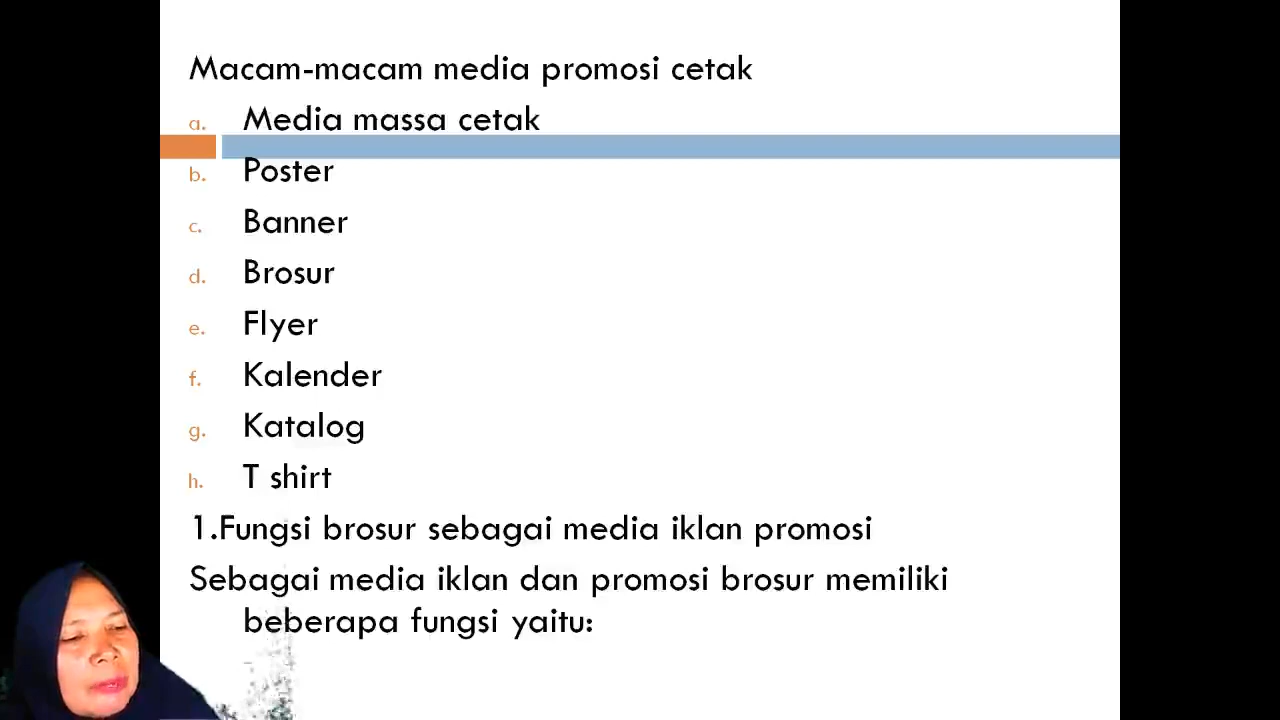 Macam-macam media promosi cetak
a. Media massa cetak
b. Poster
c. Banner
d. Brosur
e. Flyer
f. Kalender
g. Katalog
h. T shirt
1.Fungsi brosur sebagai media iklan promosi
Sebagai media iklan dan promosi brosur memiliki
beberapa fungsi yaitu: